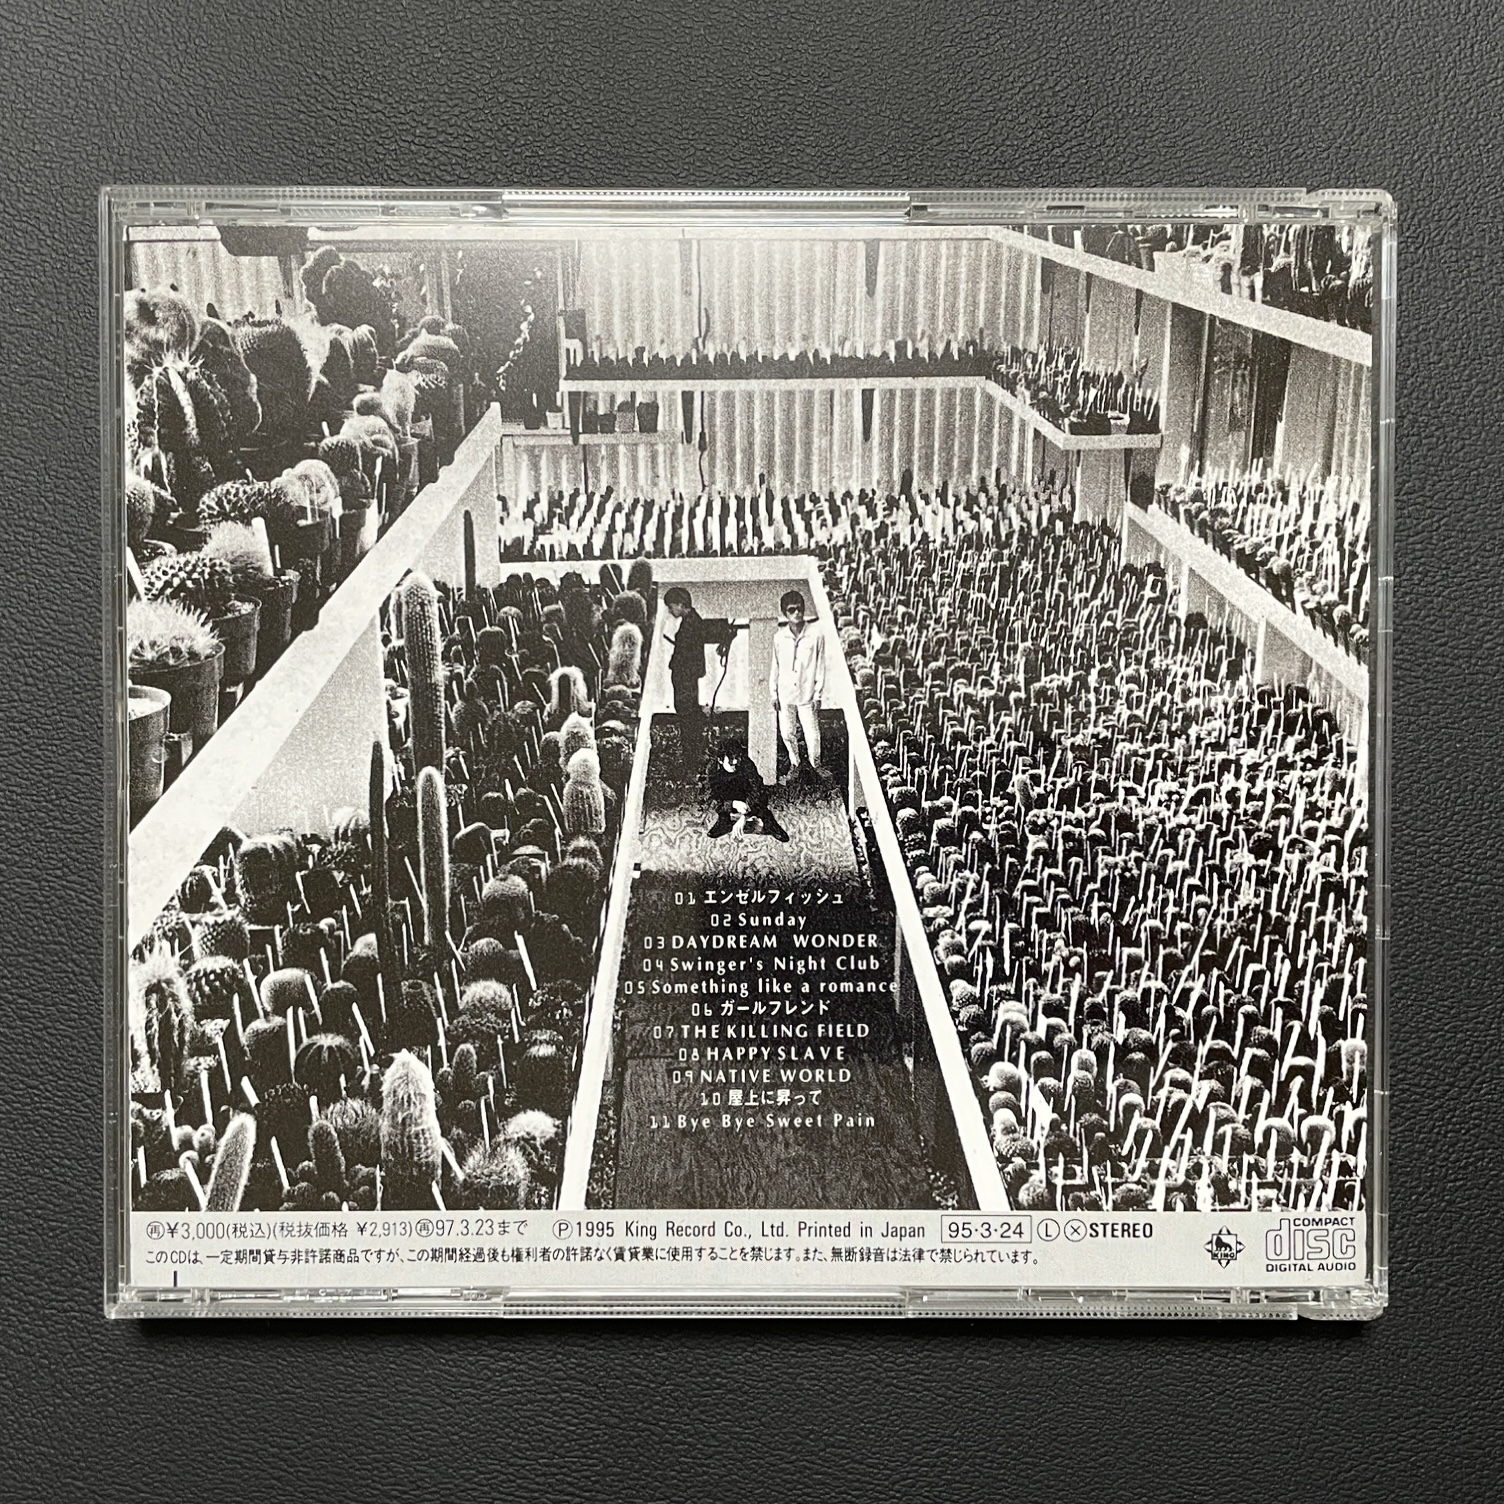 01 エンゼルフィッシュ
02 Sunday
03 DAYDREAM WONDER
04 Swinger's Night Club
05 Something like a romance
06 ガールフレンド
07 THE KILLING FIELD
08 HAPPY SLAVE
09 NATIVE WORLD
10 屋上に昇って
11 Bye Bye Sweet Pain
再¥3,000(税込)(税抜価格 ¥2,913)再97.3.23まで Ⓟ1995 King Record Co., Ltd. Printed in Japan 95・3・24 Ⓛ Ⓧ STEREO
このCDは、一定期間貸与非許諾商品ですが、この期間経過後も権利者の許諾なく賃貸業に使用することを禁じます。また、無断録音は法律で禁じられています。
KING
COMPACT
disc
DIGITAL AUDIO